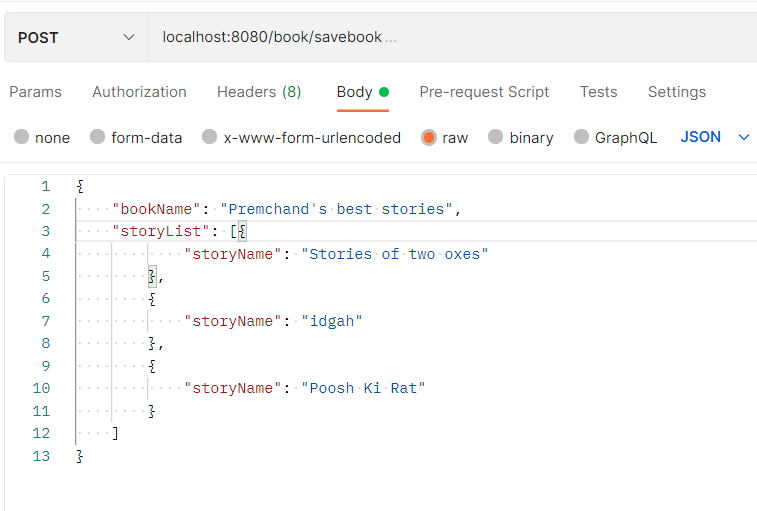 POST localhost:8080/book/savebook...
Params Authorization Headers (8) Body Pre-request Script Tests Settings
none form-data x-www-form-urlencoded raw binary GraphQL JSON
1 {
2 "bookName": "Premchand's best stories",
3 "storyList": [{
4 "storyName": "Stories of two oxes"
5 },
6 {
7 "storyName": "idgah"
8 },
9 {
10 "storyName": "Poosh Ki Rat"
11 }
12 ]
13 }